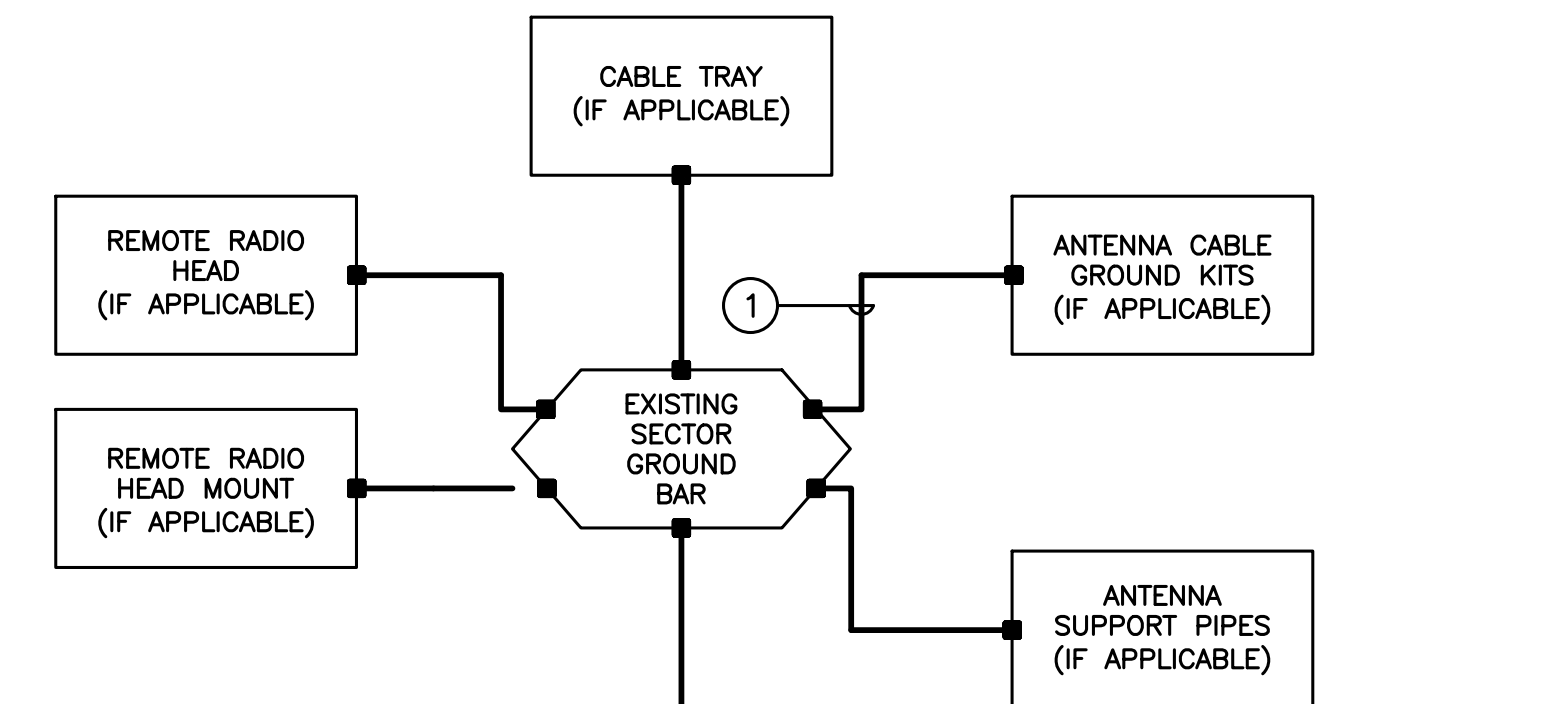 CABLE TRAY
(IF APPLICABLE)
REMOTE RADIO
HEAD
(IF APPLICABLE)
ANTENNA CABLE
GROUND KITS
(IF APPLICABLE)
1
EXISTING
SECTOR
GROUND
BAR
REMOTE RADIO
HEAD MOUNT
(IF APPLICABLE)
ANTENNA
SUPPORT PIPES
(IF APPLICABLE)